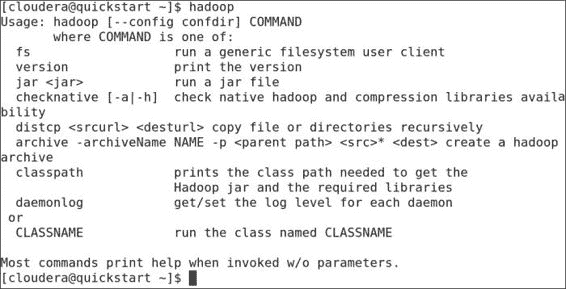 [cloudera@quickstart ~]$ hadoop
Usage: hadoop [--config confdir] COMMAND
       where COMMAND is one of:
  fs                   run a generic filesystem user client
  version              print the version
  jar <jar>            run a jar file
  checknative [-a|-h]  check native hadoop and compression libraries availa
bility
  distcp <srcurl> <desturl> copy file or directories recursively
  archive -archiveName NAME -p <parent path> <src>* <dest> create a hadoop
archive
  classpath            prints the class path needed to get the
                       Hadoop jar and the required libraries
  daemonlog            get/set the log level for each daemon
 or
  CLASSNAME            run the class named CLASSNAME

Most commands print help when invoked w/o parameters.
[cloudera@quickstart ~]$